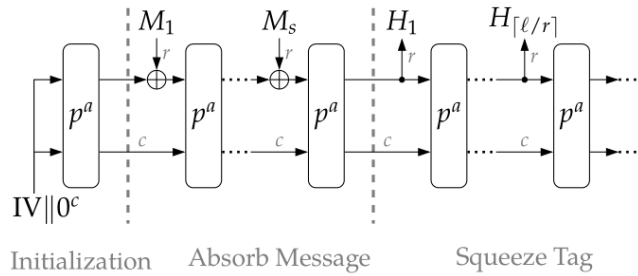 M₁ Mₛ H₁ H⌈ℓ/r⌉
r r r r
pᵃ pᵃ pᵃ pᵃ pᵃ
c c c c
IV‖0ᶜ
Initialization Absorb Message Squeeze Tag